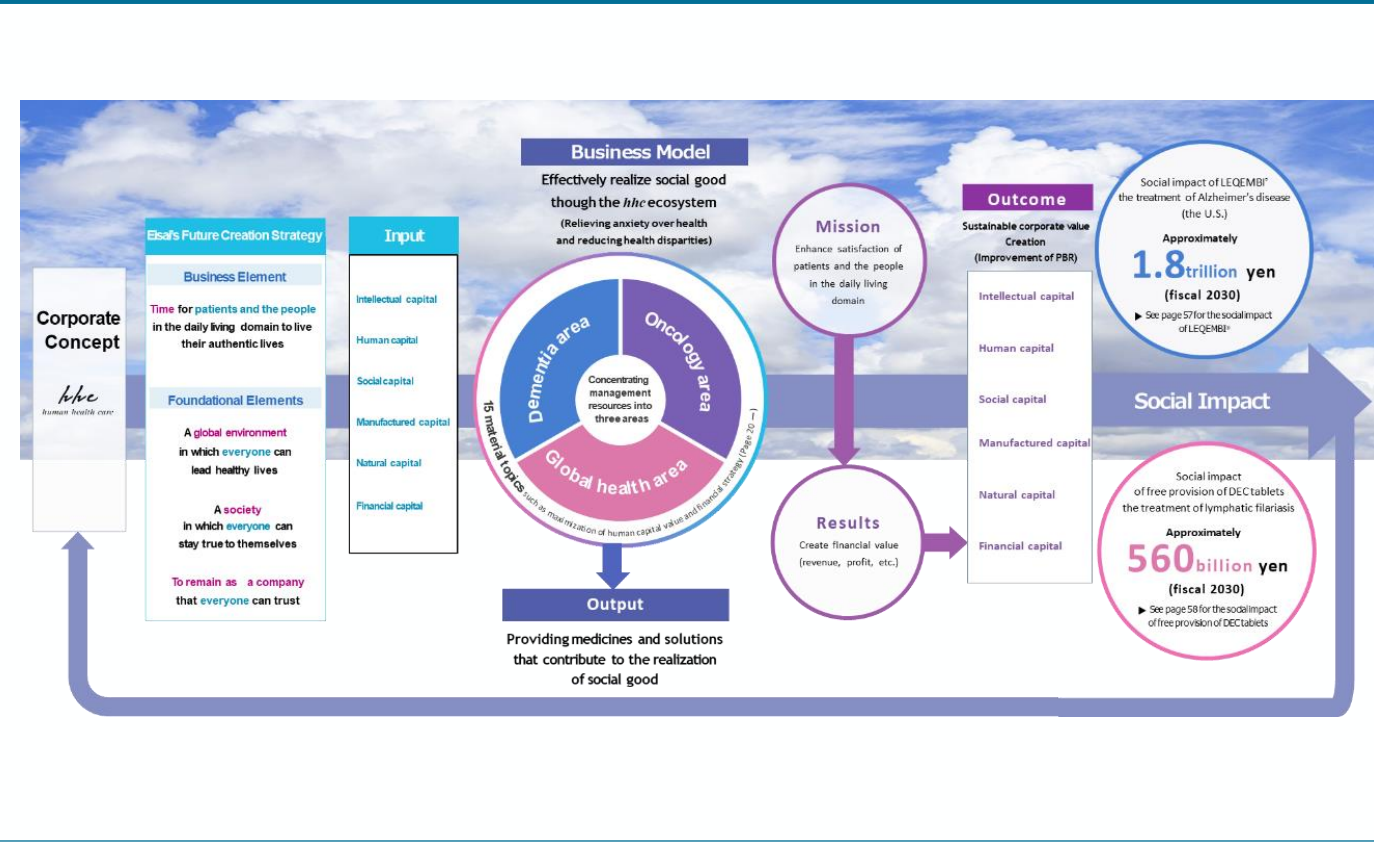 Corporate
Concept
hhc
human health care
Eisai's Future Creation Strategy
Business Element
Time for patients and the people
in the daily living domain to live
their authentic lives
Foundational Elements
A global environment
in which everyone can
lead healthy lives
A society
in which everyone can
stay true to themselves
To remain as a company
that everyone can trust
Input
Intellectual capital
Human capital
Social capital
Manufactured capital
Natural capital
Financial capital
Business Model
Effectively realize social good
though the hhc ecosystem
(Relieving anxiety over health
and reducing health disparities)
Dementia area
Oncology area
Global health area
Concentrating
management
resources into
three areas
15 material topics such as maximization of human capital value and financial strategy (Page 20 —)
Output
Providing medicines and solutions
that contribute to the realization
of social good
Mission
Enhance satisfaction of
patients and the people
in the daily living
domain
Results
Create financial value
(revenue, profit, etc.)
Outcome
Sustainable corporate value
Creation
(Improvement of PBR)
Intellectual capital
Human capital
Social capital
Manufactured capital
Natural capital
Financial capital
Social impact of LEQEMBI®
the treatment of Alzheimer's disease
(the U.S.)
Approximately
1.8trillion yen
(fiscal 2030)
▶ See page 57 for the social impact
of LEQEMBI®
Social Impact
Social impact
of free provision of DEC tablets
the treatment of lymphatic filariasis
Approximately
560billion yen
(fiscal 2030)
▶ See page 58 for the social impact
of free provision of DEC tablets